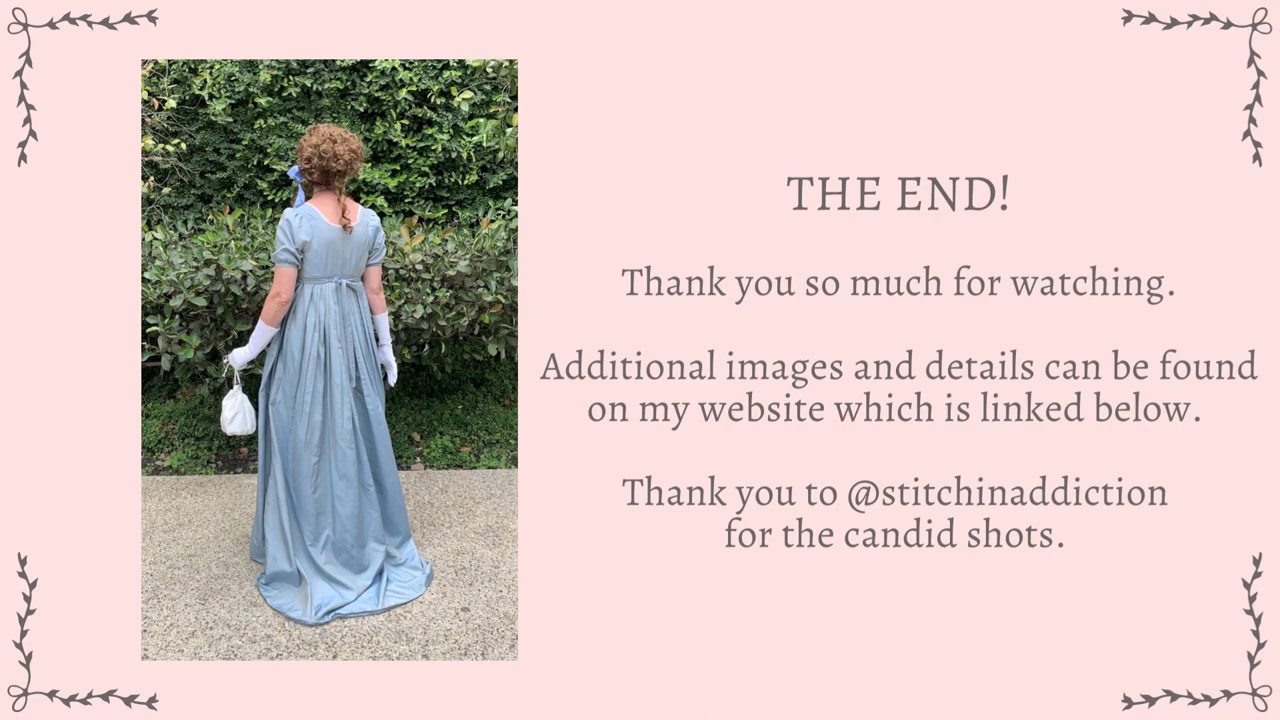 THE END!
Thank you so much for watching.
Additional images and details can be found
on my website which is linked below.
Thank you to @stitchinaddiction
for the candid shots.